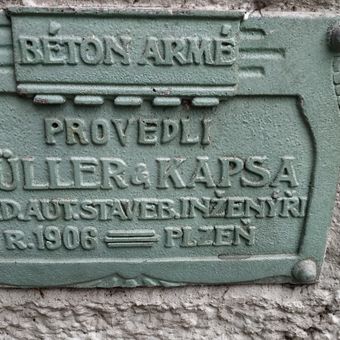 BÉTON ARMÉ
PROVEDLI
ÜLLER & KAPSA
D. AUT. STAVEB. INŽENÝŘI
R. 1906 PLZEŇ